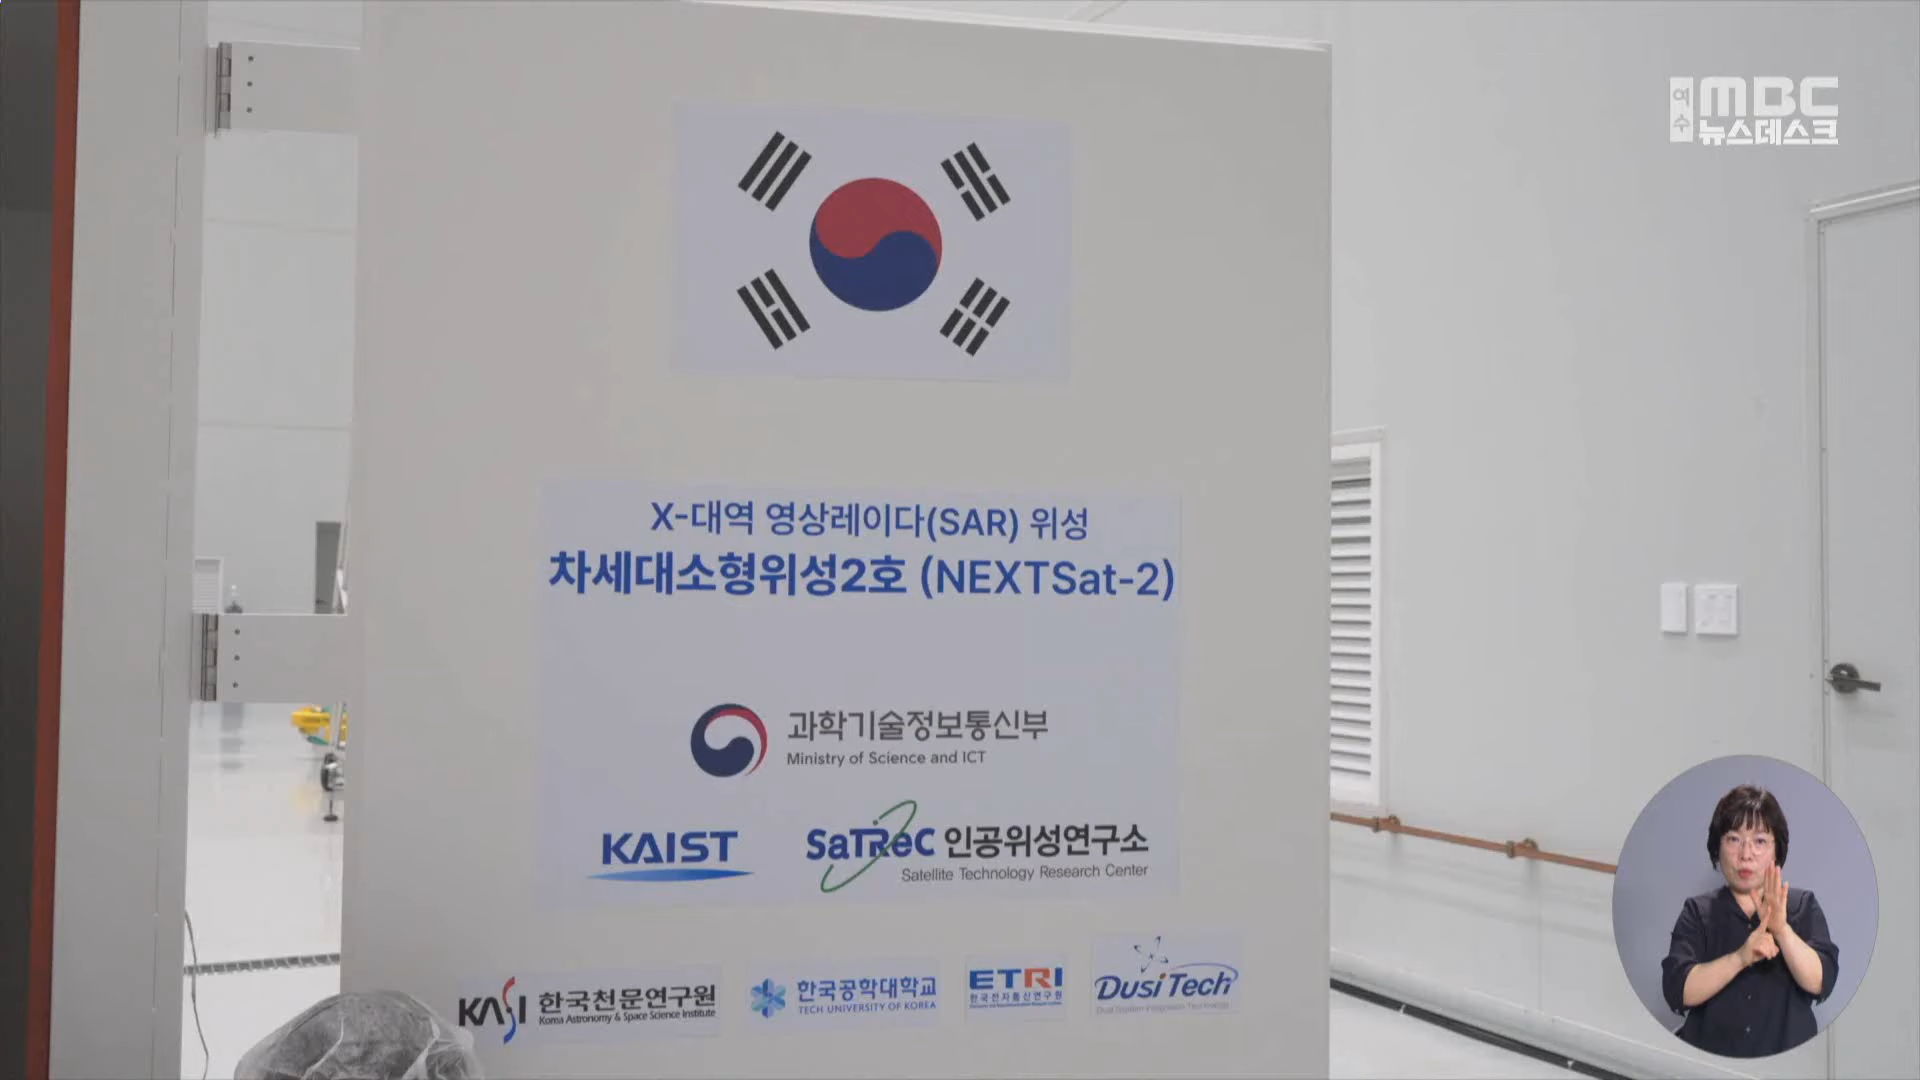 여수
MBC
뉴스데스크
X-대역 영상레이다(SAR) 위성
차세대소형위성2호 (NEXTSat-2)
과학기술정보통신부
Ministry of Science and ICT
KAIST
SaTReC 인공위성연구소
Satellite Technology Research Center
KASI 한국천문연구원
Korea Astronomy & Space Science Institute
한국공학대학교
TECH UNIVERSITY OF KOREA
ETRI
한국전자통신연구원
DusiTech